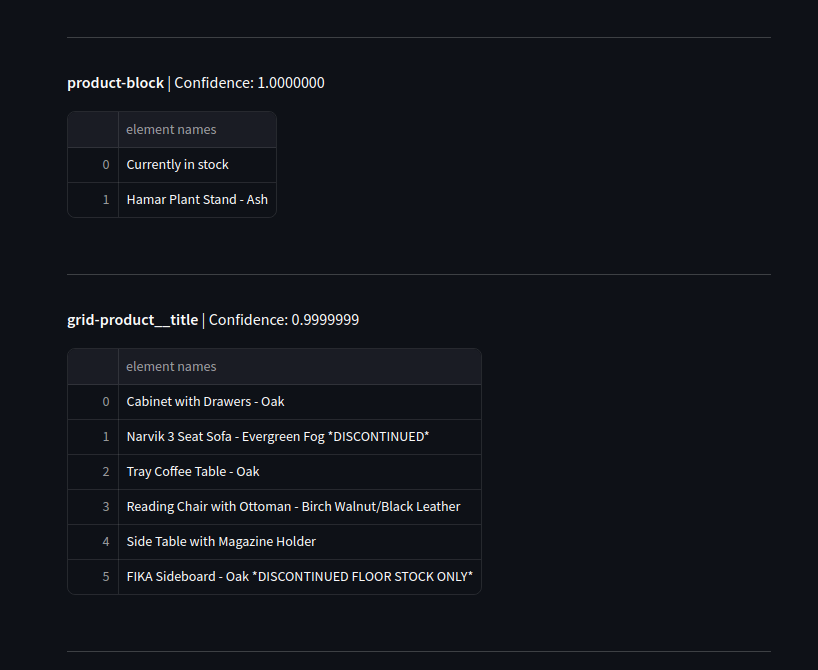 product-block | Confidence: 1.0000000
element names
0 Currently in stock
1 Hamar Plant Stand - Ash
grid-product__title | Confidence: 0.9999999
element names
0 Cabinet with Drawers - Oak
1 Narvik 3 Seat Sofa - Evergreen Fog *DISCONTINUED*
2 Tray Coffee Table - Oak
3 Reading Chair with Ottoman - Birch Walnut/Black Leather
4 Side Table with Magazine Holder
5 FIKA Sideboard - Oak *DISCONTINUED FLOOR STOCK ONLY*